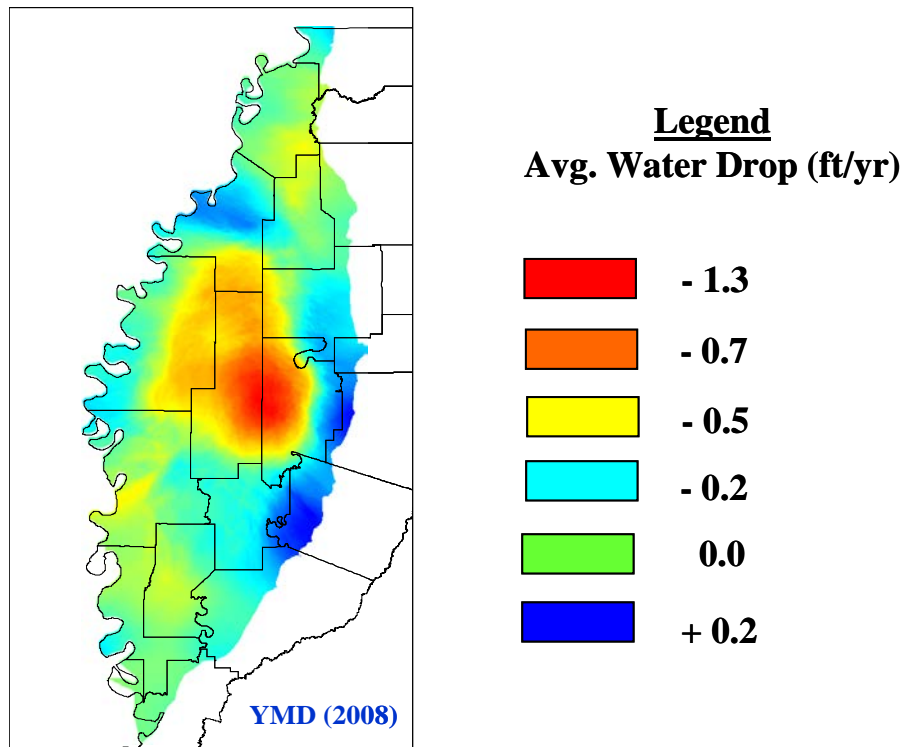 Legend
Avg. Water Drop (ft/yr)
- 1.3
- 0.7
- 0.5
- 0.2
0.0
+ 0.2
YMD (2008)